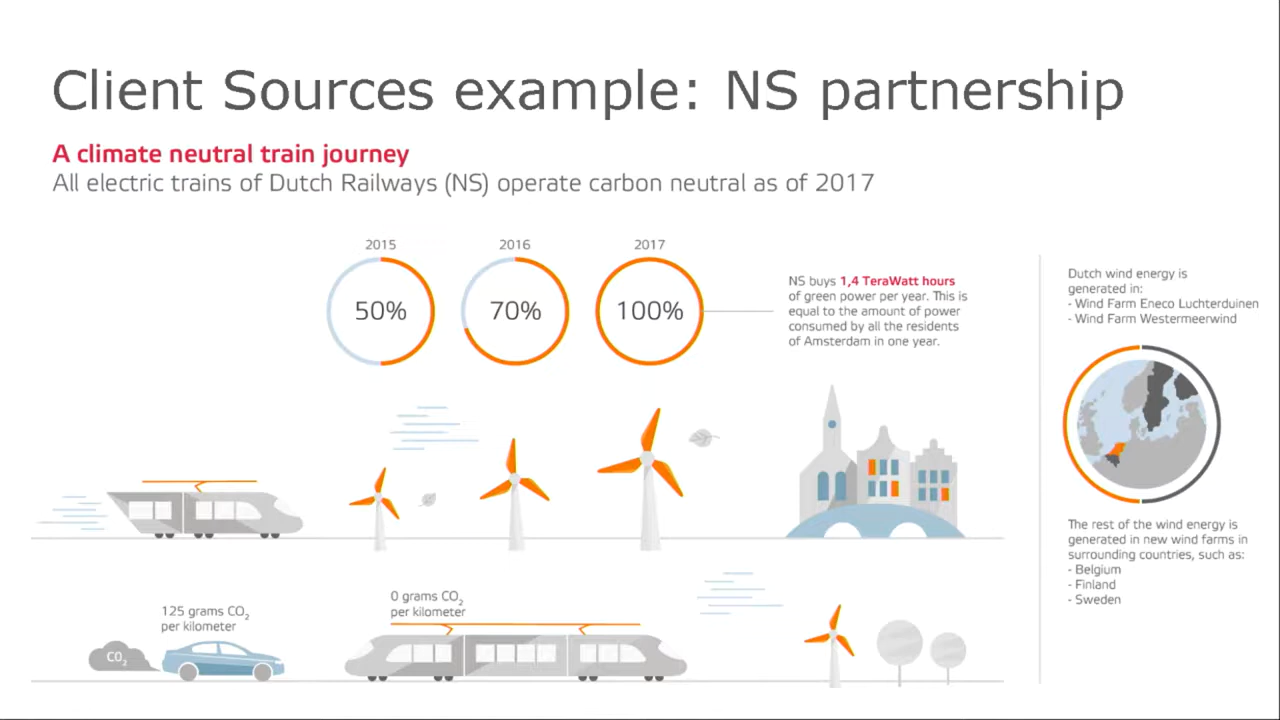 Client Sources example: NS partnership
A climate neutral train journey
All electric trains of Dutch Railways (NS) operate carbon neutral as of 2017
2015
2016
2017
50%
70%
100%
NS buys 1,4 TeraWatt hours
of green power per year. This is
equal to the amount of power
consumed by all the residents
of Amsterdam in one year.
Dutch wind energy is
generated in:
- Wind Farm Eneco Luchterduinen
- Wind Farm Westermeerwind
The rest of the wind energy is
generated in new wind farms in
surrounding countries, such as:
- Belgium
- Finland
- Sweden
125 grams CO₂
per kilometer
0 grams CO₂
per kilometer
CO₂